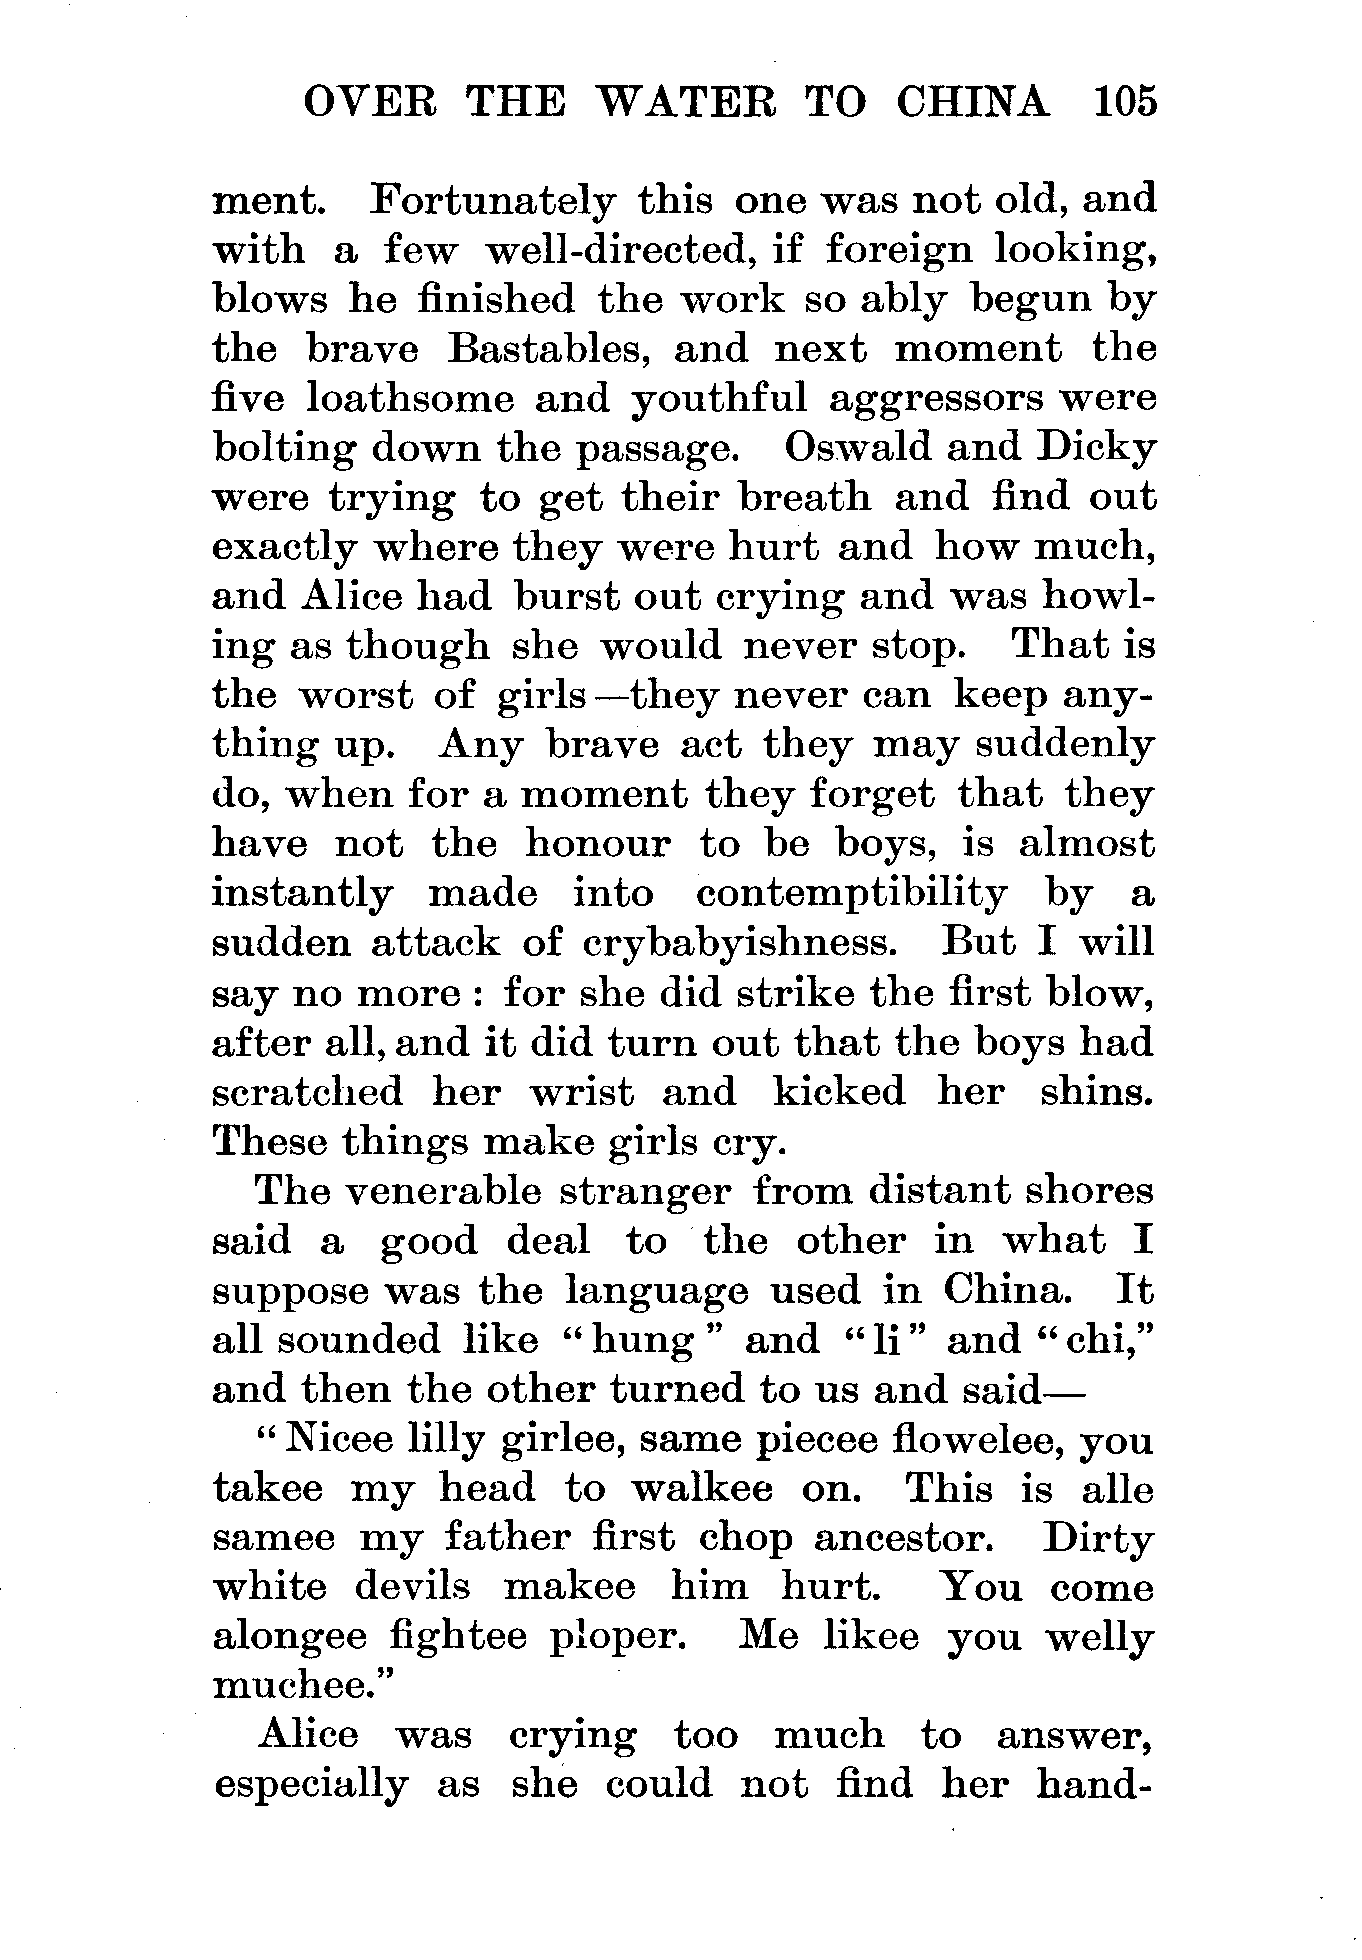 OVER THE WATER TO CHINA 105
ment. Fortunately this one was not old, and
with a few well-directed, if foreign looking,
blows he finished the work so ably begun by
the brave Bastables, and next moment the
five loathsome and youthful aggressors were
bolting down the passage. Oswald and Dicky
were trying to get their breath and find out
exactly where they were hurt and how much,
and Alice had burst out crying and was howl-
ing as though she would never stop. That is
the worst of girls—they never can keep any-
thing up. Any brave act they may suddenly
do, when for a moment they forget that they
have not the honour to be boys, is almost
instantly made into contemptibility by a
sudden attack of crybabyishness. But I will
say no more : for she did strike the first blow,
after all, and it did turn out that the boys had
scratched her wrist and kicked her shins.
These things make girls cry.
The venerable stranger from distant shores
said a good deal to the other in what I
suppose was the language used in China. It
all sounded like “hung” and “li” and “chi,”
and then the other turned to us and said—
“Nicee lilly girlee, same piecee flowelee, you
takee my head to walkee on. This is alle
samee my father first chop ancestor. Dirty
white devils makee him hurt. You come
alongee fightee ploper. Me likee you welly
muchee.”
Alice was crying too much to answer,
especially as she could not find her hand-